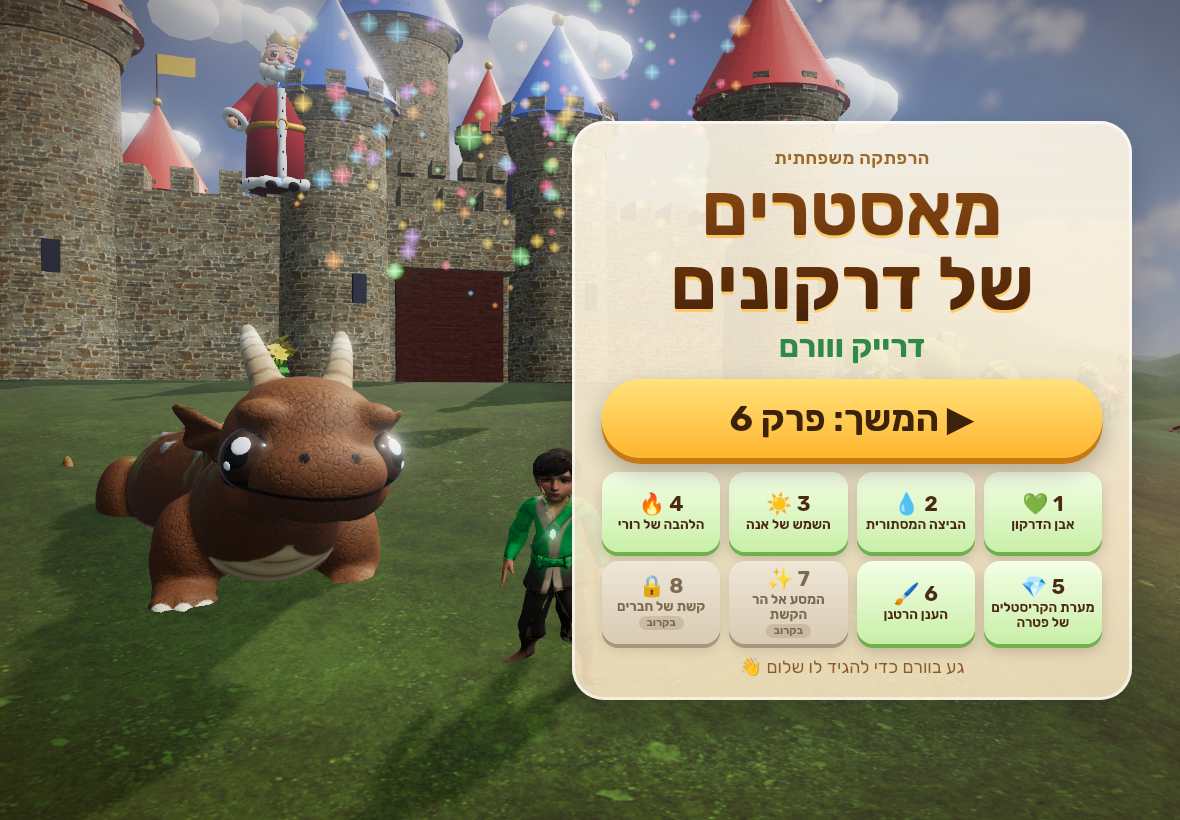 הרפתקה משפחתית
מאסטרים
של דרקונים
דרייק וווֹרם
▶ המשך: פרק 6
1 💚
אבן הדרקון
2 💧
הביצה המסתורית
3 ☀️
השמש של אנה
4 🔥
הלהבה של רורי
5 💎
מערת הקריסטלים
של פטרה
6 🖌️
הענן הרטנן
7 ✨
המסע אל הר
הקשת
בקרוב
8 🔒
קשת של חברים
בקרוב
גע בוורם כדי להגיד לו שלום 👋